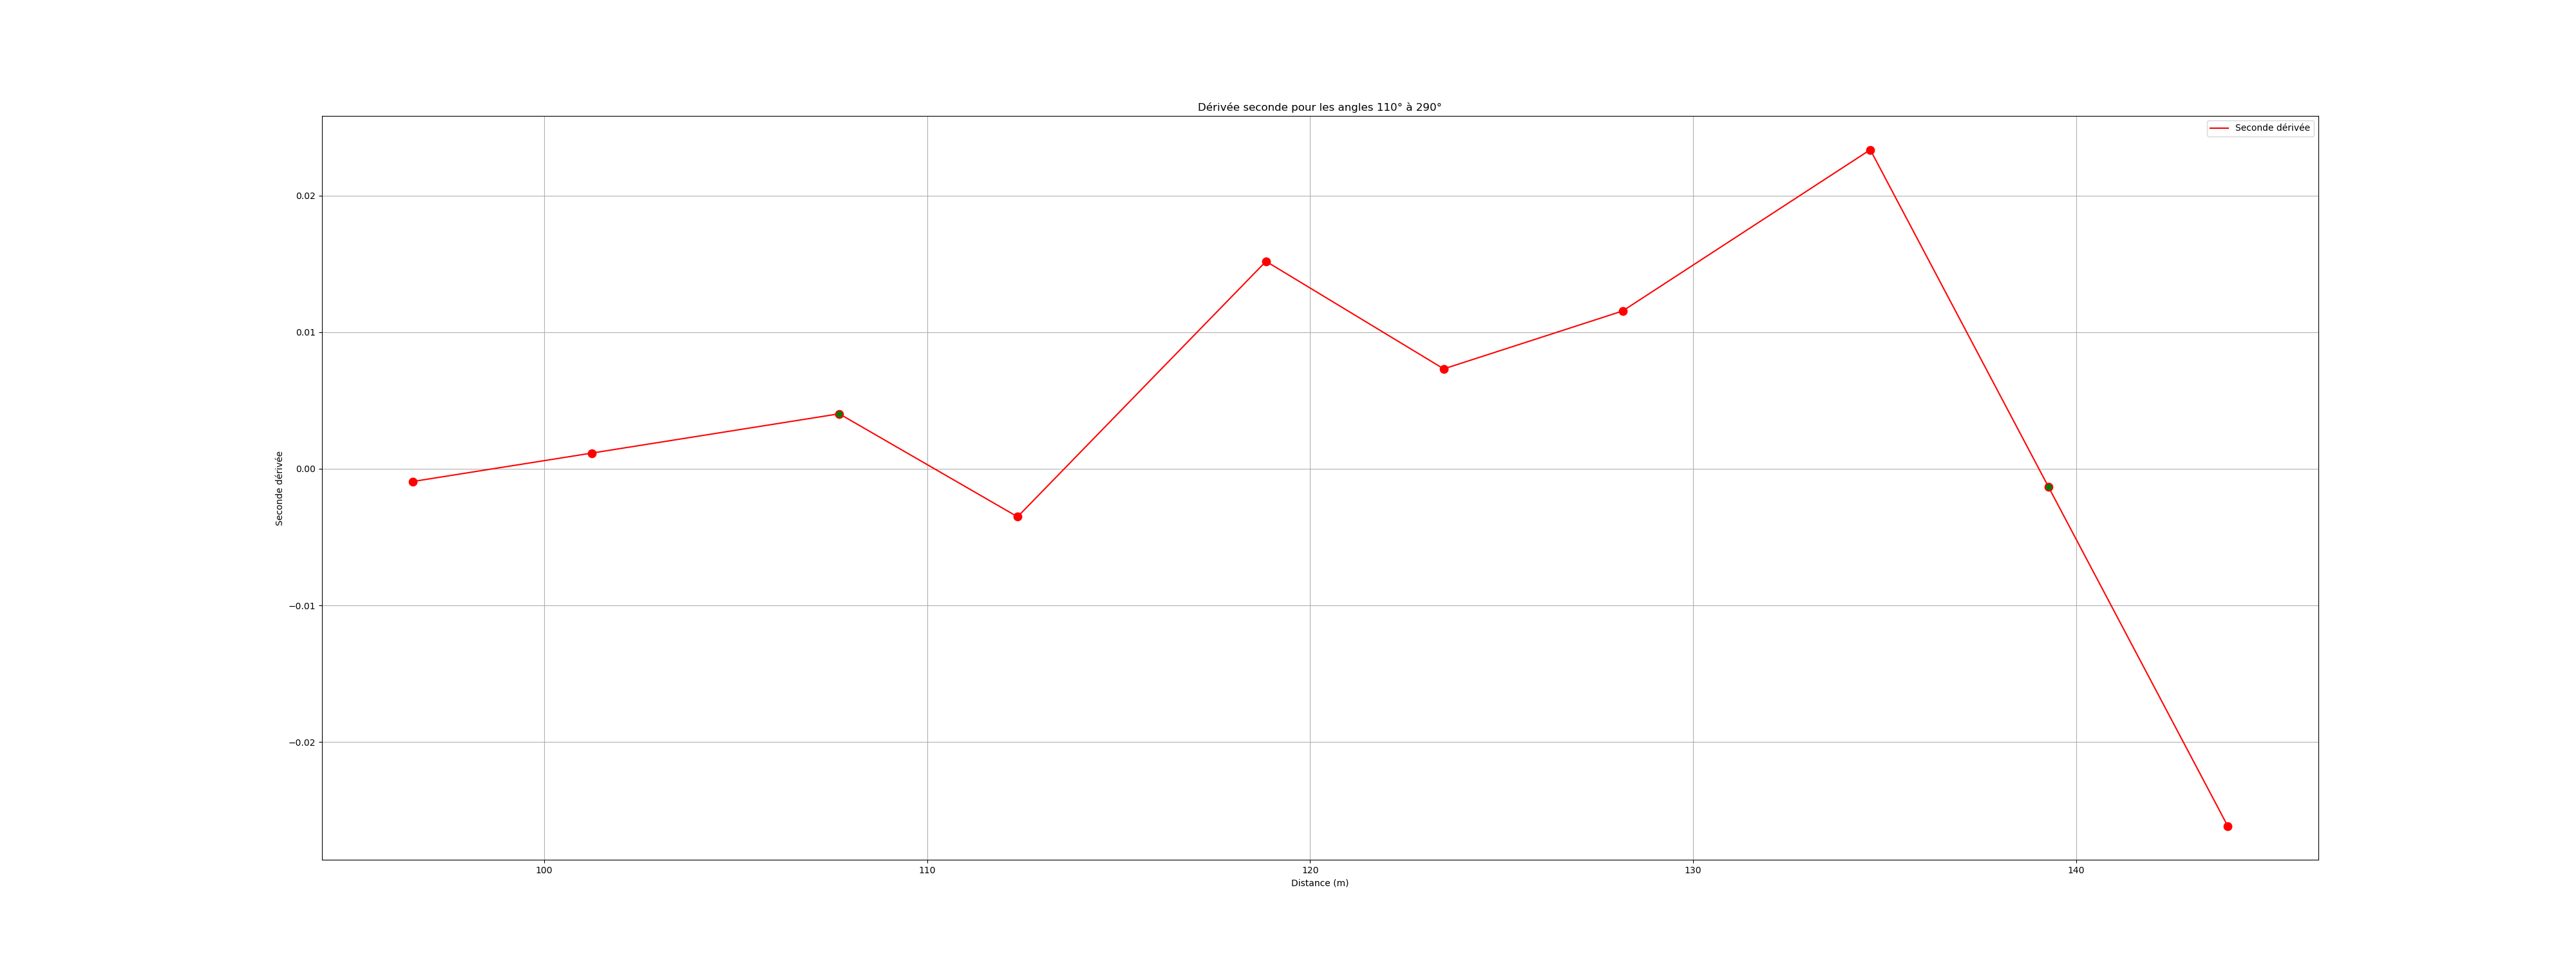 Dérivée seconde pour les angles 110° à 290°
Seconde dérivée
0.02
0.01
0.00
−0.01
−0.02
Seconde dérivée
100
110
120
130
140
Distance (m)